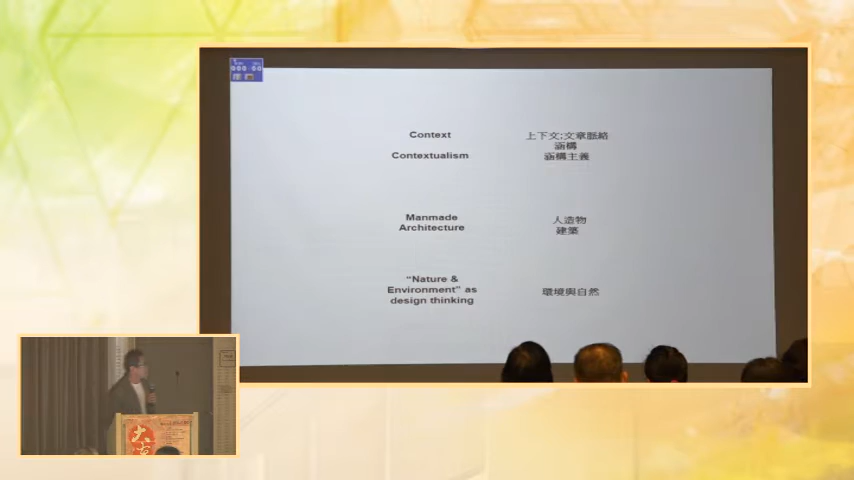 Context
上下文;文章脈絡
涵構
Contextualism
涵構主義
Manmade
Architecture
人造物
建築
“Nature &
Environment” as
design thinking
環境與自然
大